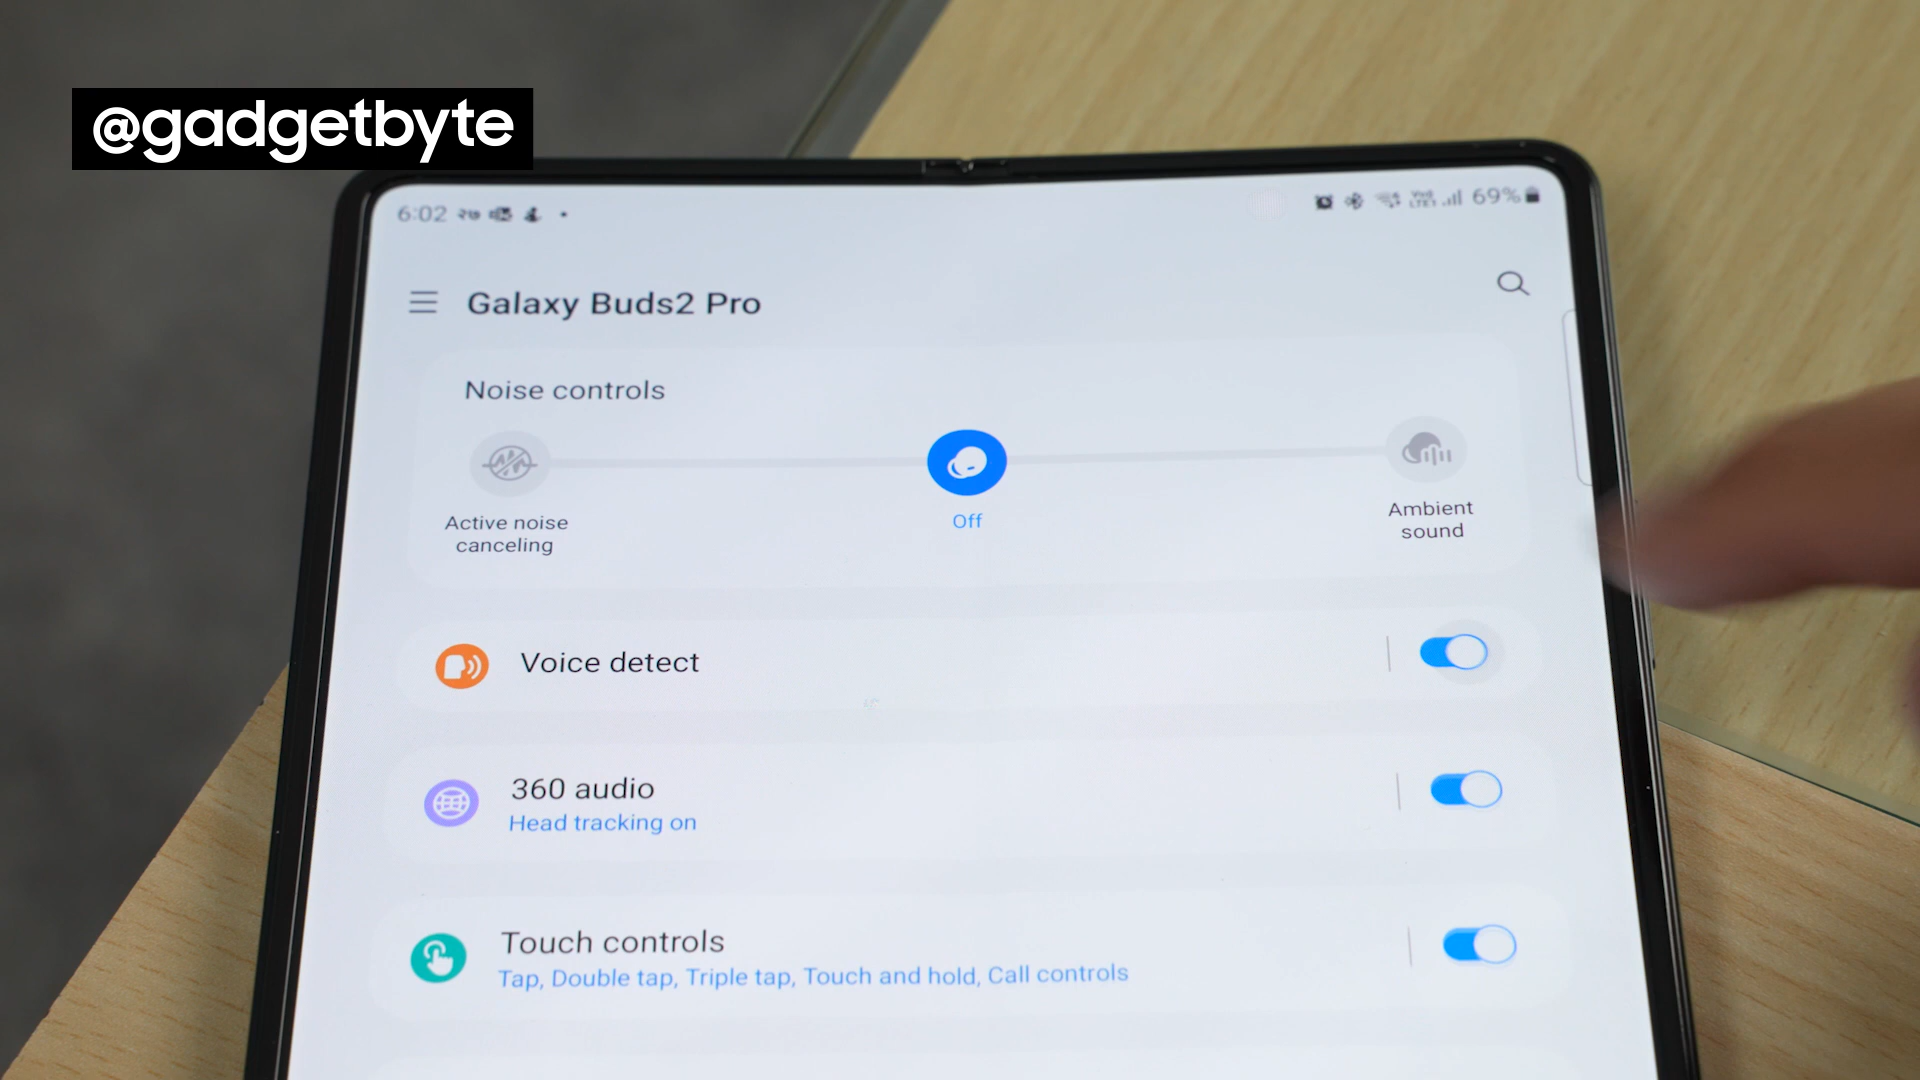 @gadgetbyte
6:02
69%
Galaxy Buds2 Pro
Noise controls
Active noise
canceling
Off
Ambient
sound
Voice detect
360 audio
Head tracking on
Touch controls
Tap, Double tap, Triple tap, Touch and hold, Call controls